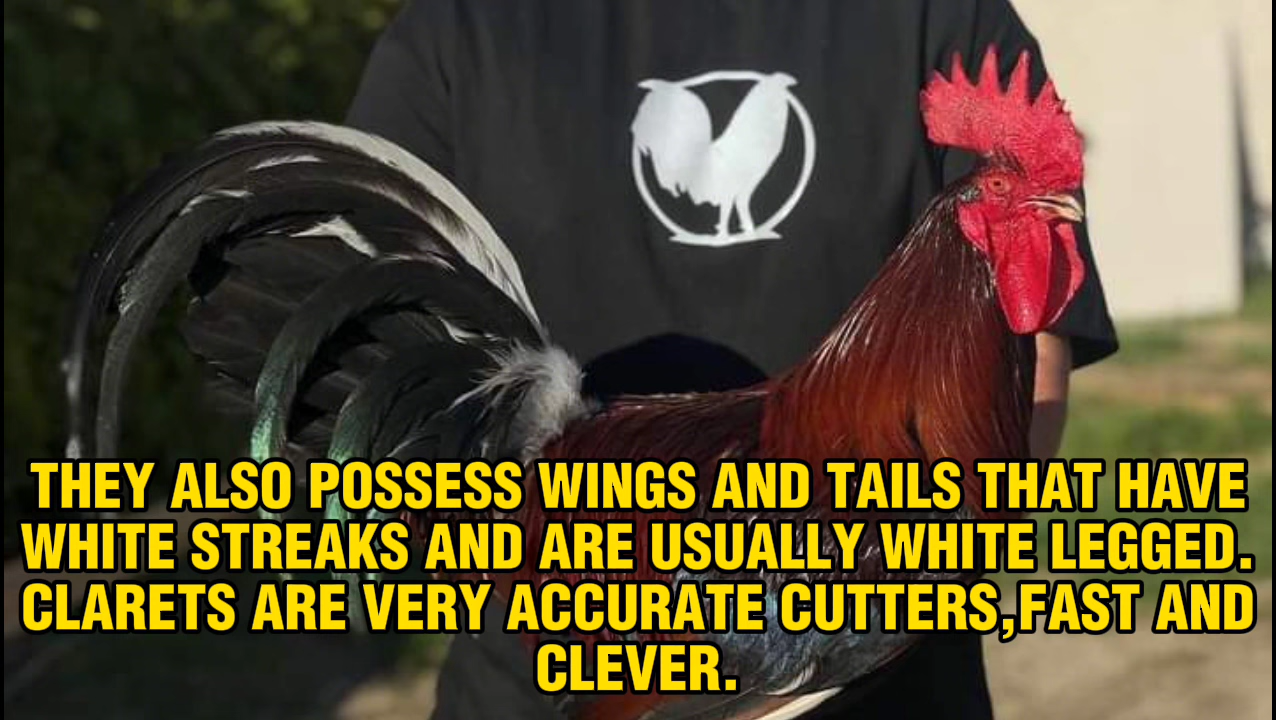 THEY ALSO POSSESS WINGS AND TAILS THAT HAVE
WHITE STREAKS AND ARE USUALLY WHITE LEGGED.
CLARETS ARE VERY ACCURATE CUTTERS,FAST AND
CLEVER.